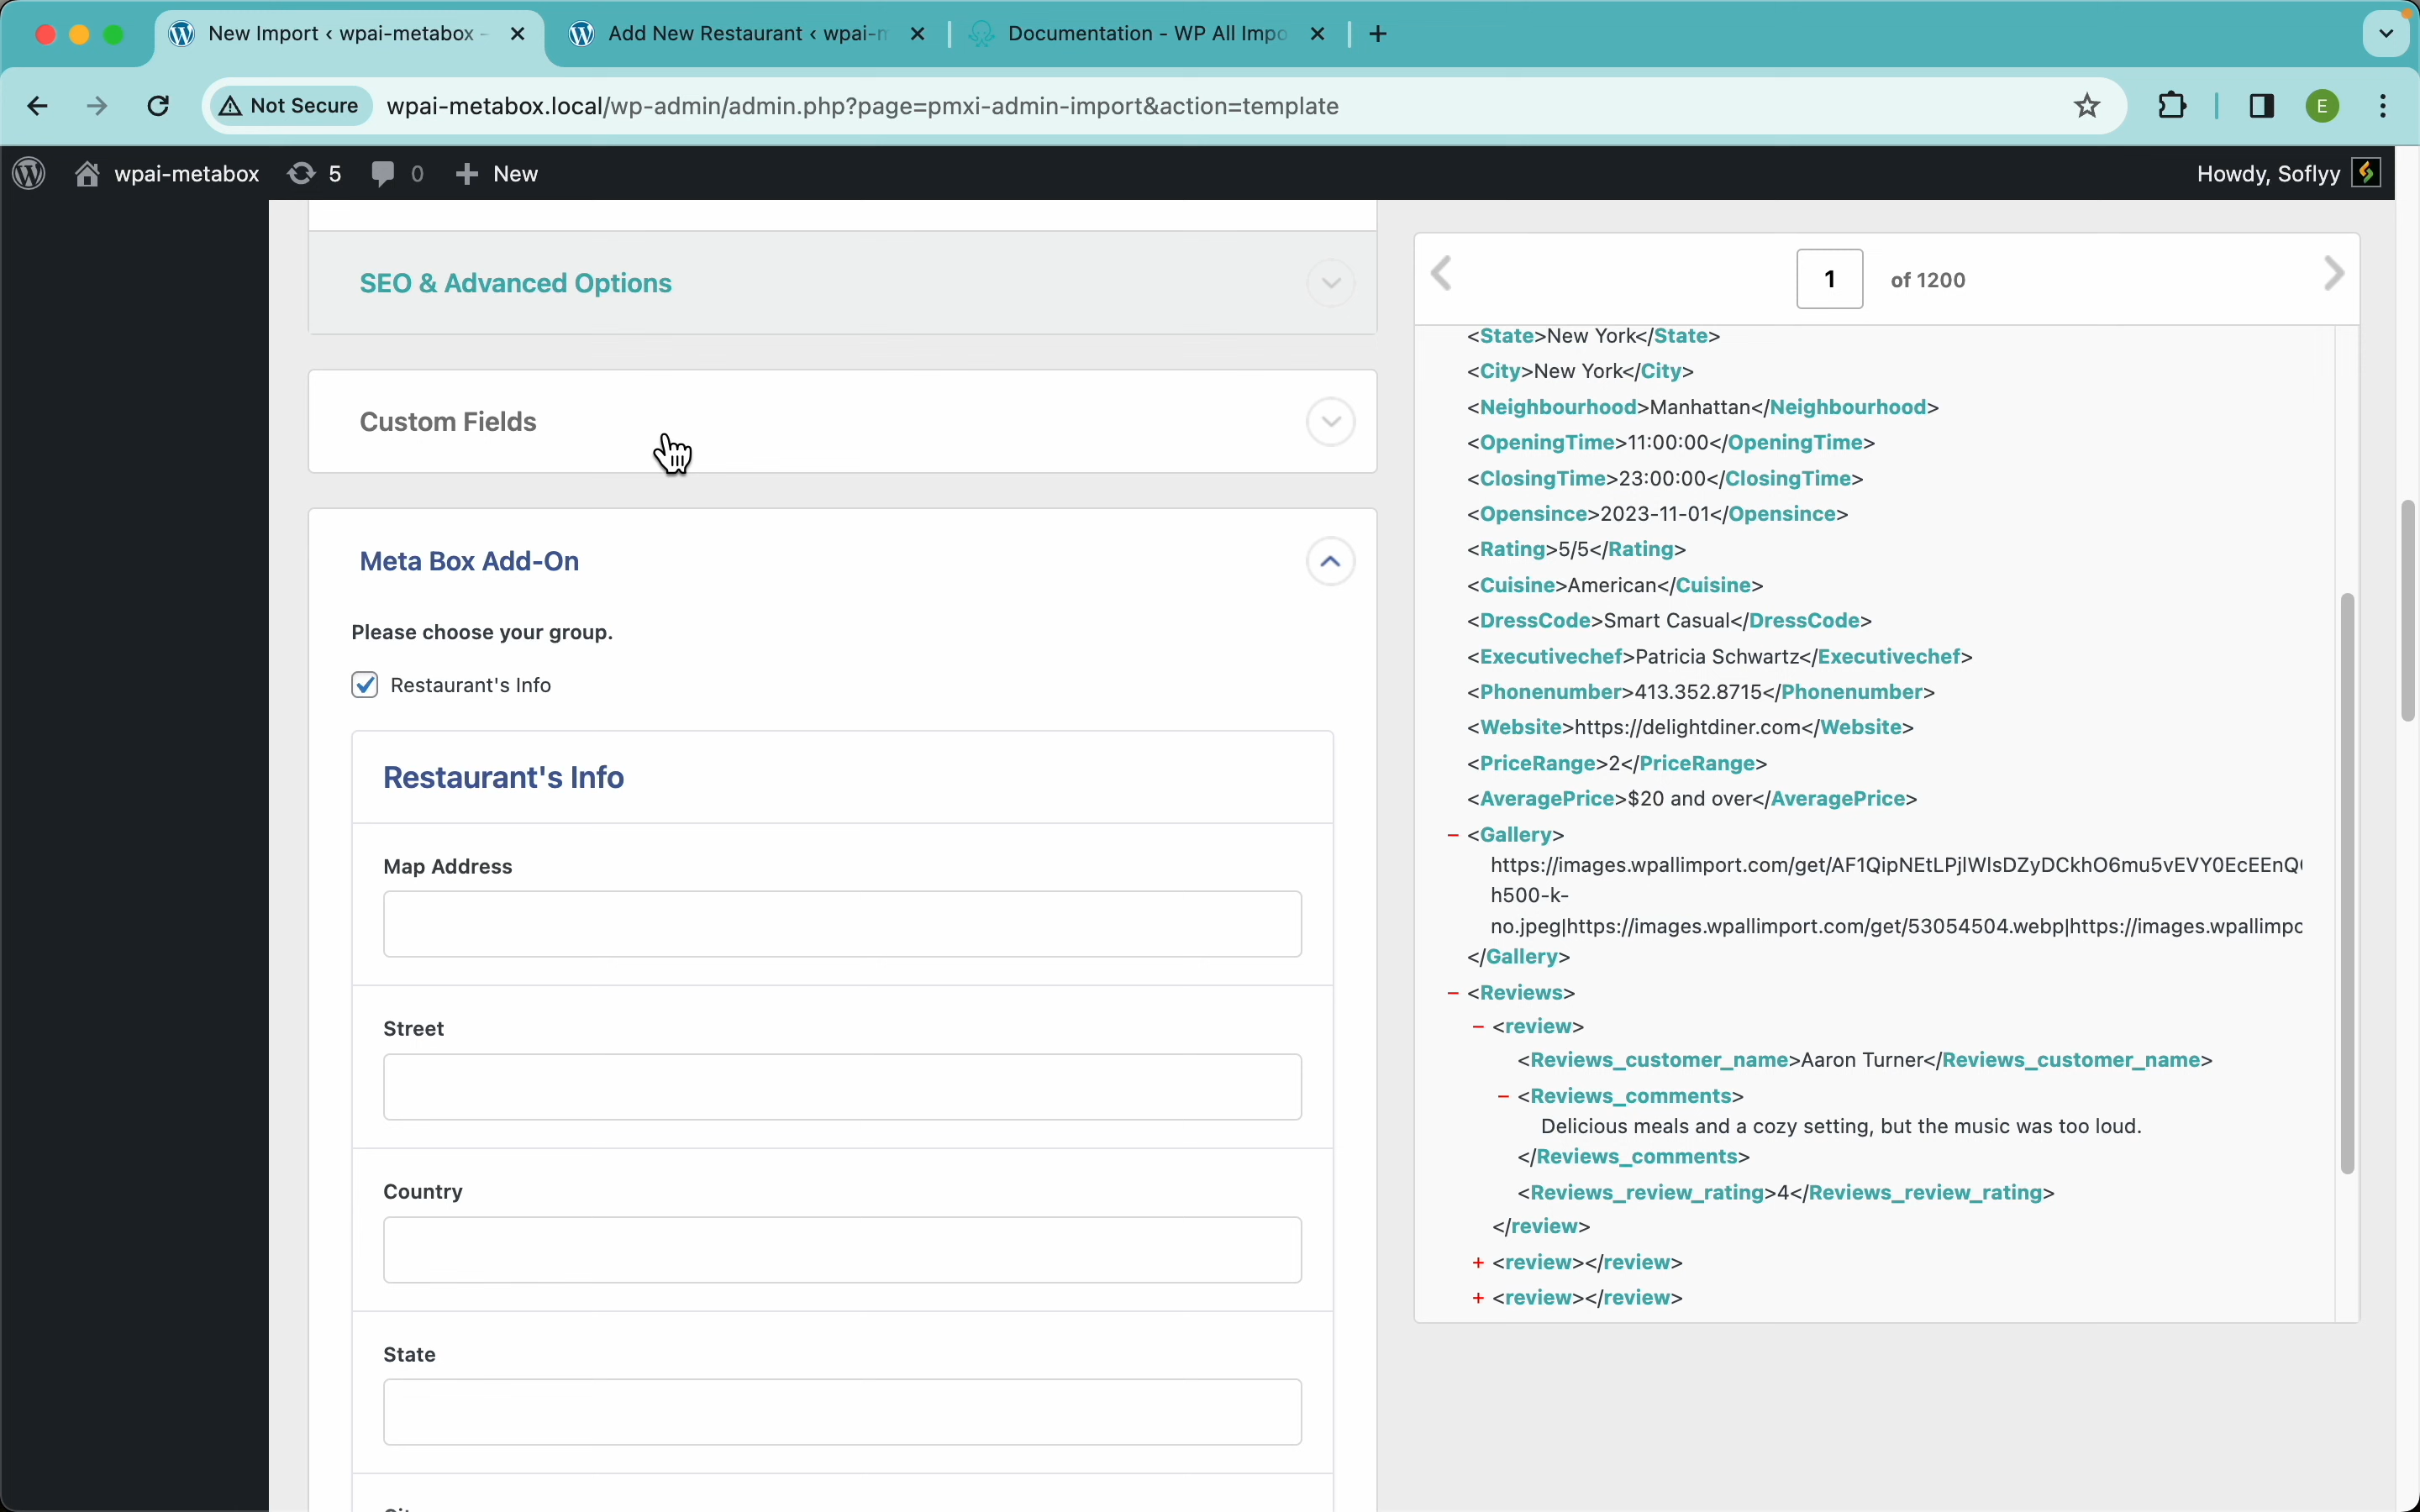 New Import ‹ wpai-metabox -
Add New Restaurant ‹ wpai-m
Documentation - WP All Impo
Not Secure
wpai-metabox.local/wp-admin/admin.php?page=pmxi-admin-import&action=template
E
wpai-metabox
5
0
New
Howdy, Soflyy
SEO & Advanced Options
Custom Fields
Meta Box Add-On
Please choose your group.
Restaurant's Info
Restaurant's Info
Map Address
Street
Country
State
1 of 1200
<State>New York</State>
<City>New York</City>
<Neighbourhood>Manhattan</Neighbourhood>
<OpeningTime>11:00:00</OpeningTime>
<ClosingTime>23:00:00</ClosingTime>
<Opensince>2023-11-01</Opensince>
<Rating>5/5</Rating>
<Cuisine>American</Cuisine>
<DressCode>Smart Casual</DressCode>
<Executivechef>Patricia Schwartz</Executivechef>
<Phonenumber>413.352.8715</Phonenumber>
<Website>https://delightdiner.com</Website>
<PriceRange>2</PriceRange>
<AveragePrice>$20 and over</AveragePrice>
- <Gallery>
https://images.wpallimport.com/get/AF1QipNEtLPjIWlsDZyDCkhO6mu5vEVY0EcEEnQ
h500-k-
no.jpeg|https://images.wpallimport.com/get/53054504.webp|https://images.wpallimpo
</Gallery>
- <Reviews>
- <review>
<Reviews_customer_name>Aaron Turner</Reviews_customer_name>
- <Reviews_comments>
Delicious meals and a cozy setting, but the music was too loud.
</Reviews_comments>
<Reviews_review_rating>4</Reviews_review_rating>
</review>
+ <review></review>
+ <review></review>